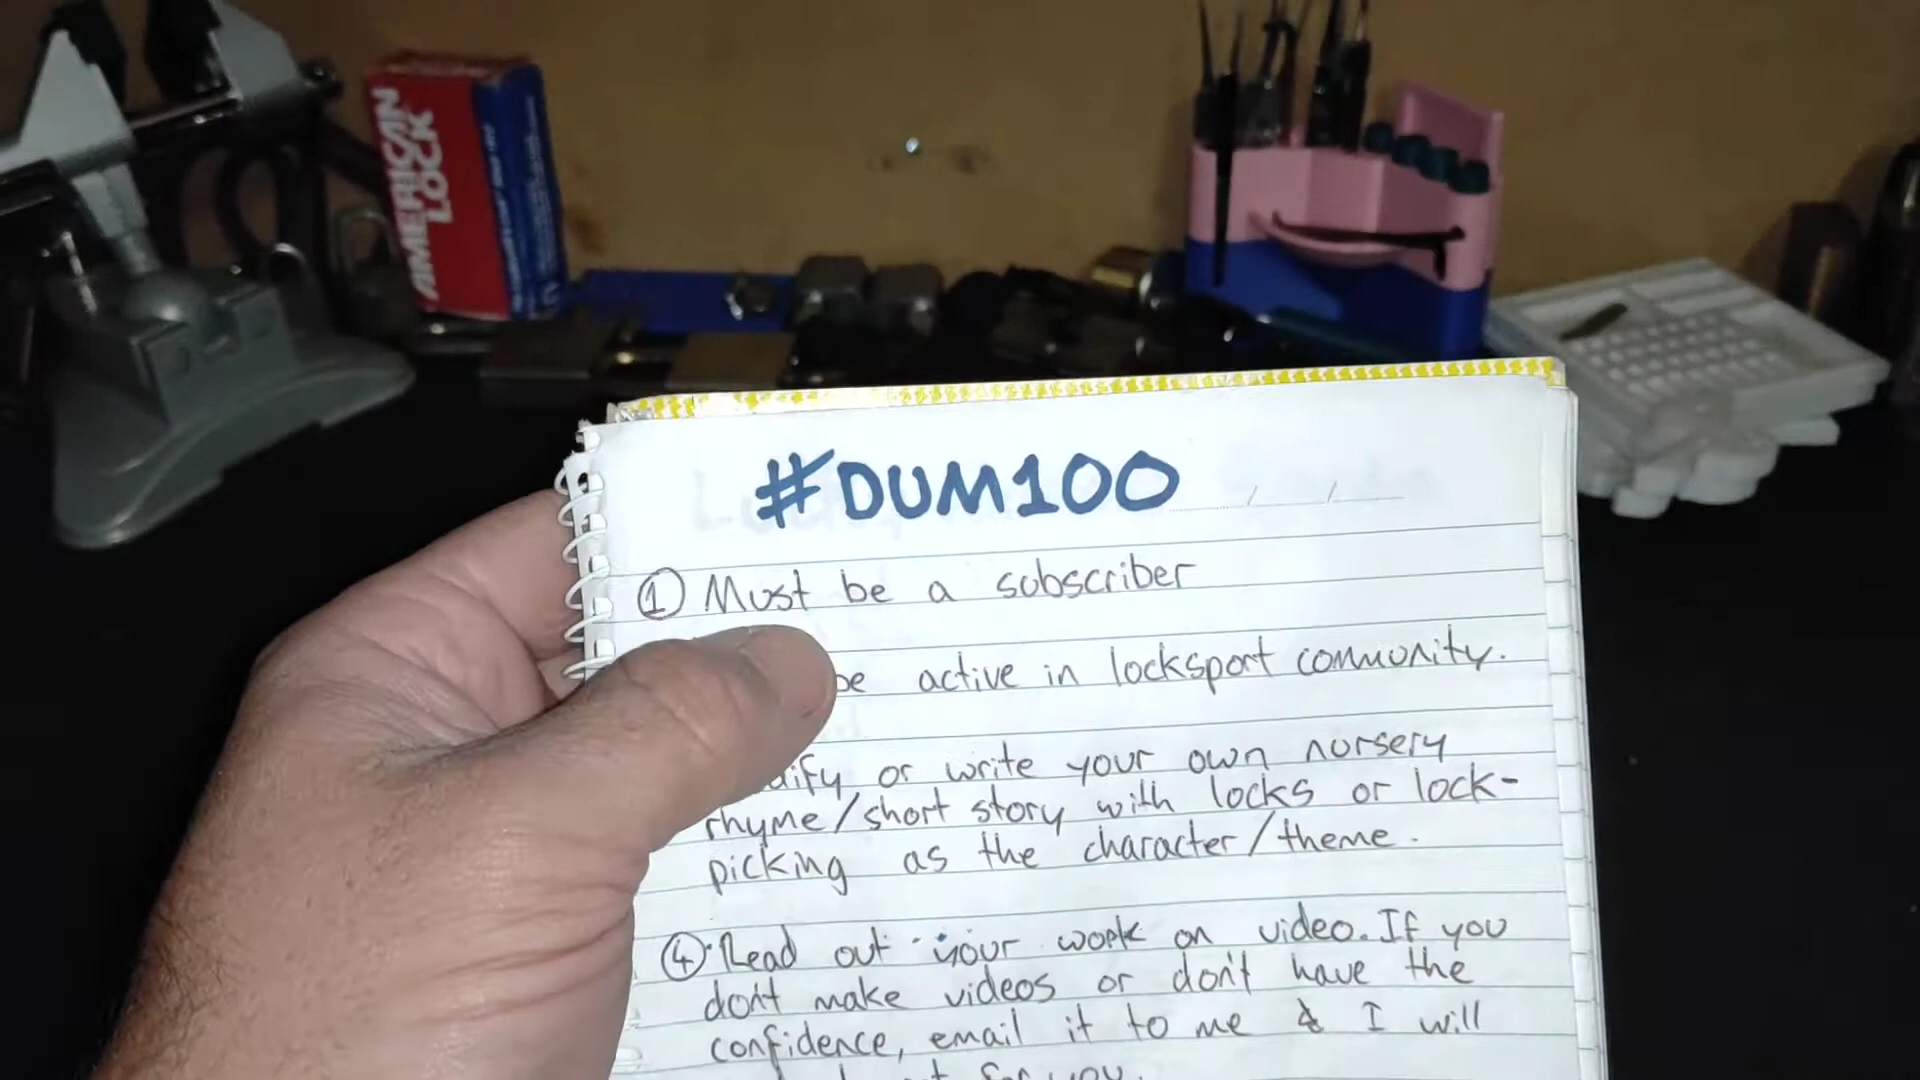 AMERICAN
LOCK
#DUM100
① Must be a subscriber
be active in locksport community.
or write your own nursery
rhyme/short story with locks or lock-
picking as the character/theme.
④ Read out your work on video. If you
don't make videos or don't have the
confidence, email it to me & I will
for you.